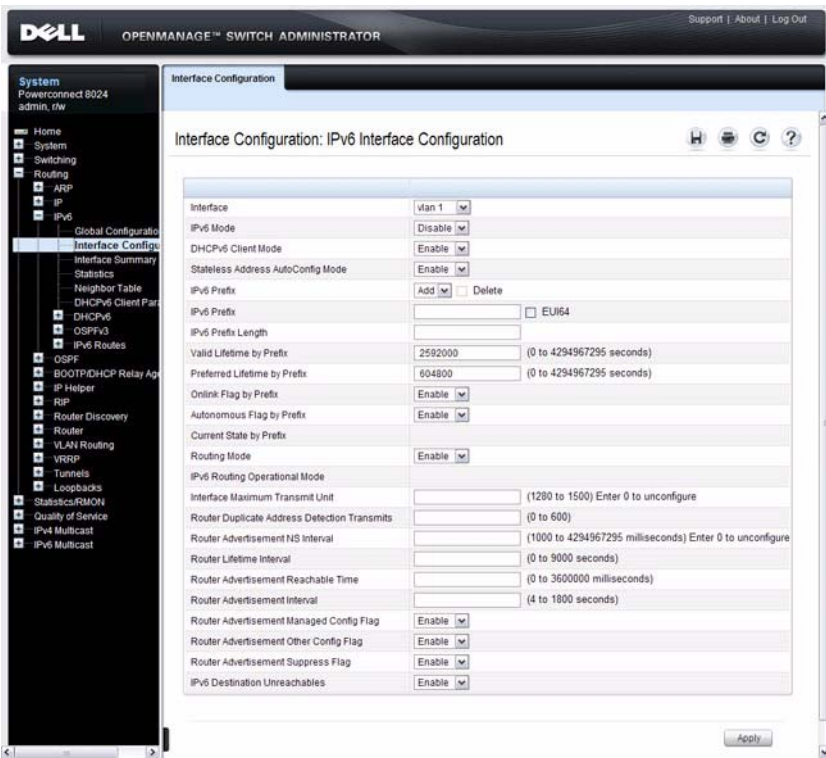 Support | About | Log Out
DELL OPENMANAGE™ SWITCH ADMINISTRATOR
System
Powerconnect 8024
admin, r/w
Home
System
Switching
Routing
ARP
IP
IPv6
Global Configuratio
Interface Configu
Interface Summary
Statistics
Neighbor Table
DHCPv6 Client Para
DHCPv6
OSPFv3
IPv6 Routes
OSPF
BOOTP/DHCP Relay Age
IP Helper
RIP
Router Discovery
Router
VLAN Routing
VRRP
Tunnels
Loopbacks
Statistics/RMON
Quality of Service
IPv4 Multicast
IPv6 Multicast
Interface Configuration
Interface Configuration: IPv6 Interface Configuration
Interface vlan 1
IPv6 Mode Disable
DHCPv6 Client Mode Enable
Stateless Address AutoConfig Mode Enable
IPv6 Prefix Add Delete
IPv6 Prefix EUI64
IPv6 Prefix Length
Valid Lifetime by Prefix 2592000 (0 to 4294967295 seconds)
Preferred Lifetime by Prefix 604800 (0 to 4294967295 seconds)
Onlink Flag by Prefix Enable
Autonomous Flag by Prefix Enable
Current State by Prefix
Routing Mode Enable
IPv6 Routing Operational Mode
Interface Maximum Transmit Unit (1280 to 1500) Enter 0 to unconfigure
Router Duplicate Address Detection Transmits (0 to 600)
Router Advertisement NS Interval (1000 to 4294967295 milliseconds) Enter 0 to unconfigure
Router Lifetime Interval (0 to 9000 seconds)
Router Advertisement Reachable Time (0 to 3600000 milliseconds)
Router Advertisement Interval (4 to 1800 seconds)
Router Advertisement Managed Config Flag Enable
Router Advertisement Other Config Flag Enable
Router Advertisement Suppress Flag Enable
IPv6 Destination Unreachables Enable
Apply